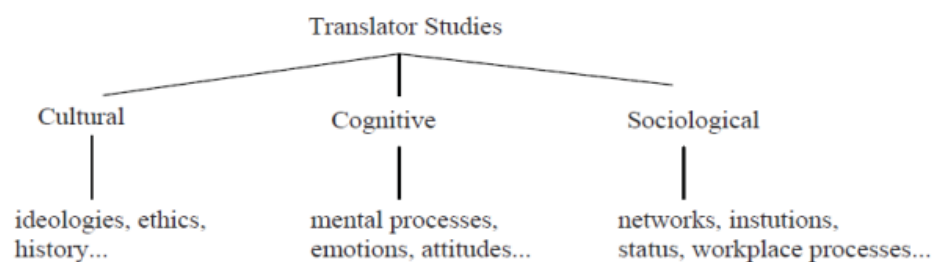 Translator Studies
Cultural
Cognitive
Sociological
ideologies, ethics,
history...
mental processes,
emotions, attitudes...
networks, instutions,
status, workplace processes...